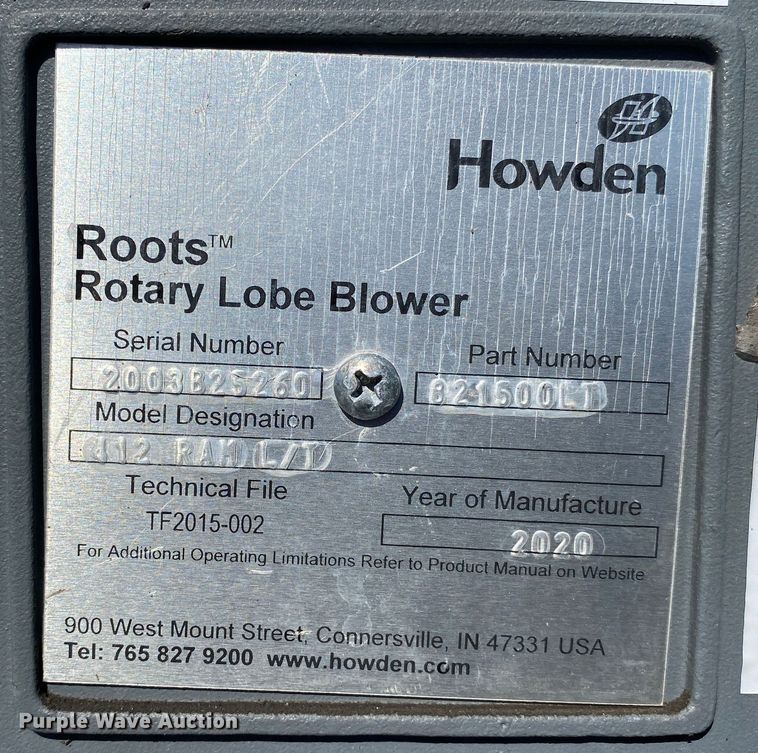 Howden
Roots™
Rotary Lobe Blower
Serial Number
2003B25260
Part Number
821500LT
Model Designation
412 RAM (L/T)
Technical File
TF2015-002
Year of Manufacture
2020
For Additional Operating Limitations Refer to Product Manual on Website
900 West Mount Street, Connersville, IN 47331 USA
Tel: 765 827 9200 www.howden.com
Purple Wave Auction